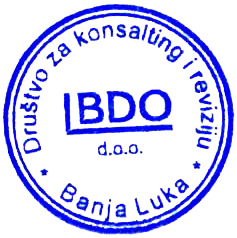 Društvo za konsalting i reviziju
BDO
d.o.o.
* Banja Luka *